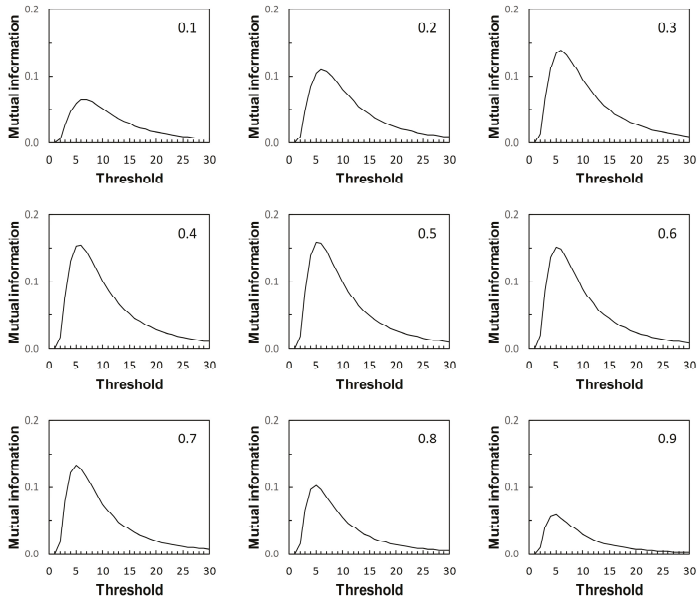 0.2 0.2 0.2
0.1 0.2 0.3
Mutual information Mutual information Mutual information
0.1 0.1 0.1
0.0 0.0 0.0
0 5 10 15 20 25 30 0 5 10 15 20 25 30 0 5 10 15 20 25 30
Threshold Threshold Threshold
0.2 0.2 0.2
0.4 0.5 0.6
Mutual information Mutual information Mutual information
0.1 0.1 0.1
0.0 0.0 0.0
0 5 10 15 20 25 30 0 5 10 15 20 25 30 0 5 10 15 20 25 30
Threshold Threshold Threshold
0.2 0.2 0.2
0.7 0.8 0.9
Mutual information Mutual information Mutual information
0.1 0.1 0.1
0.0 0.0 0.0
0 5 10 15 20 25 30 0 5 10 15 20 25 30 0 5 10 15 20 25 30
Threshold Threshold Threshold